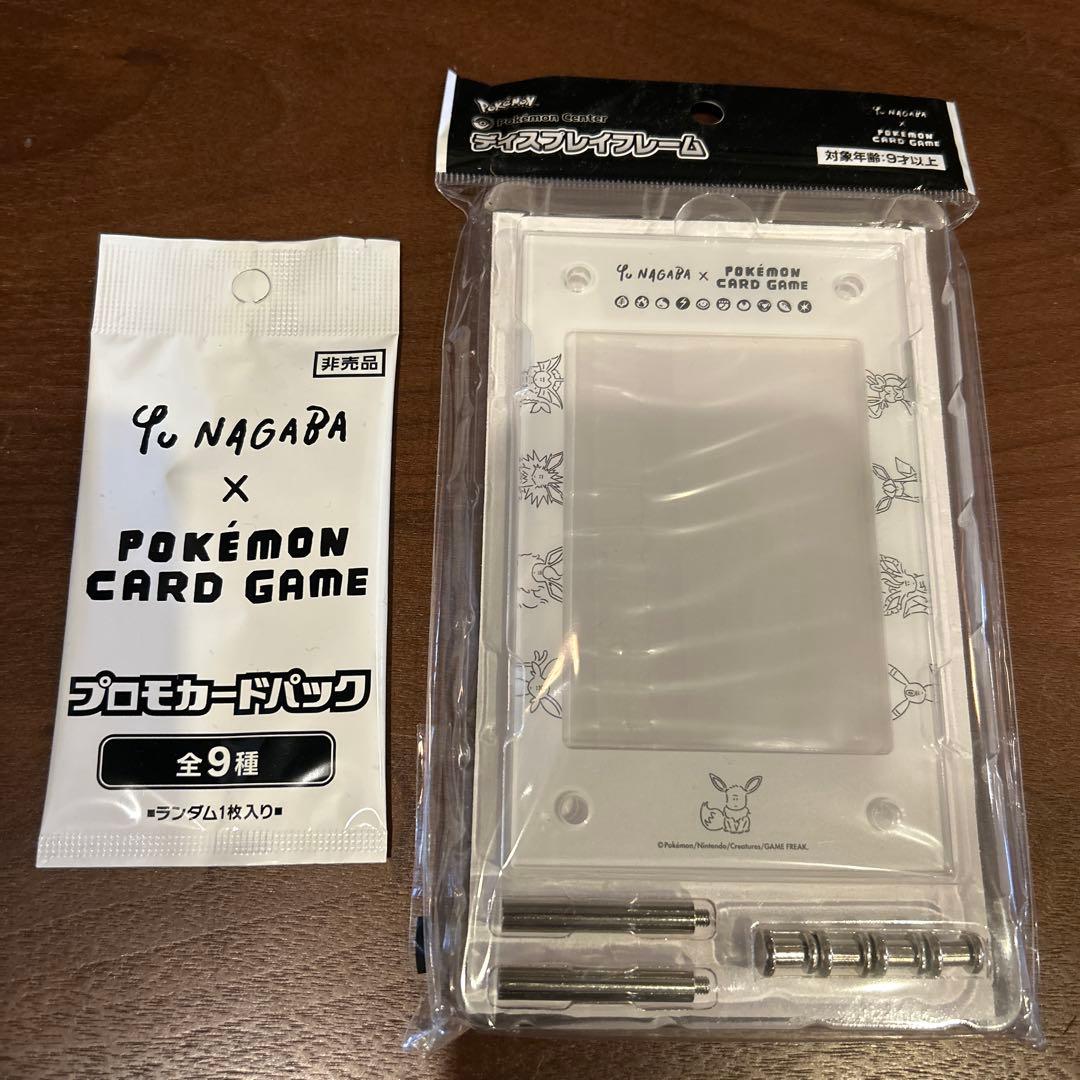 非売品
Yu NAGABA
×
POKÉMON
CARD GAME
プロモカードパック
全9種
■ランダム1枚入り■
POKÉMON
Pokémon Center
ディスプレイフレーム
Yu NAGABA
×
POKÉMON
CARD GAME
対象年齢:9才以上
Yu NAGABA × POKÉMON
CARD GAME
©Pokémon/Nintendo/Creatures/GAME FREAK.